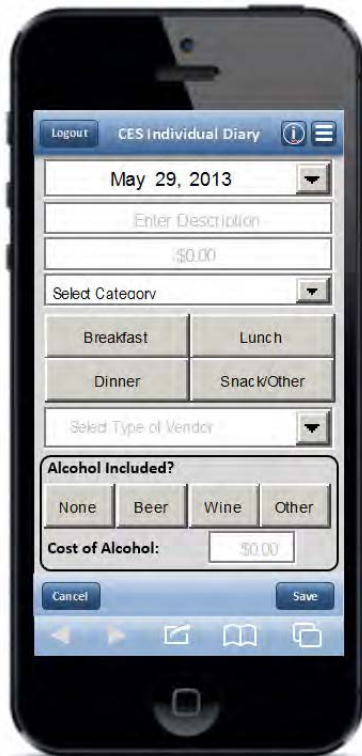 Logout CES Individual Diary
May 29, 2013
Enter Description
$0.00
Select Category
Breakfast Lunch
Dinner Snack/Other
Select Type of Vendor
Alcohol Included?
None Beer Wine Other
Cost of Alcohol: $0.00
Cancel Save